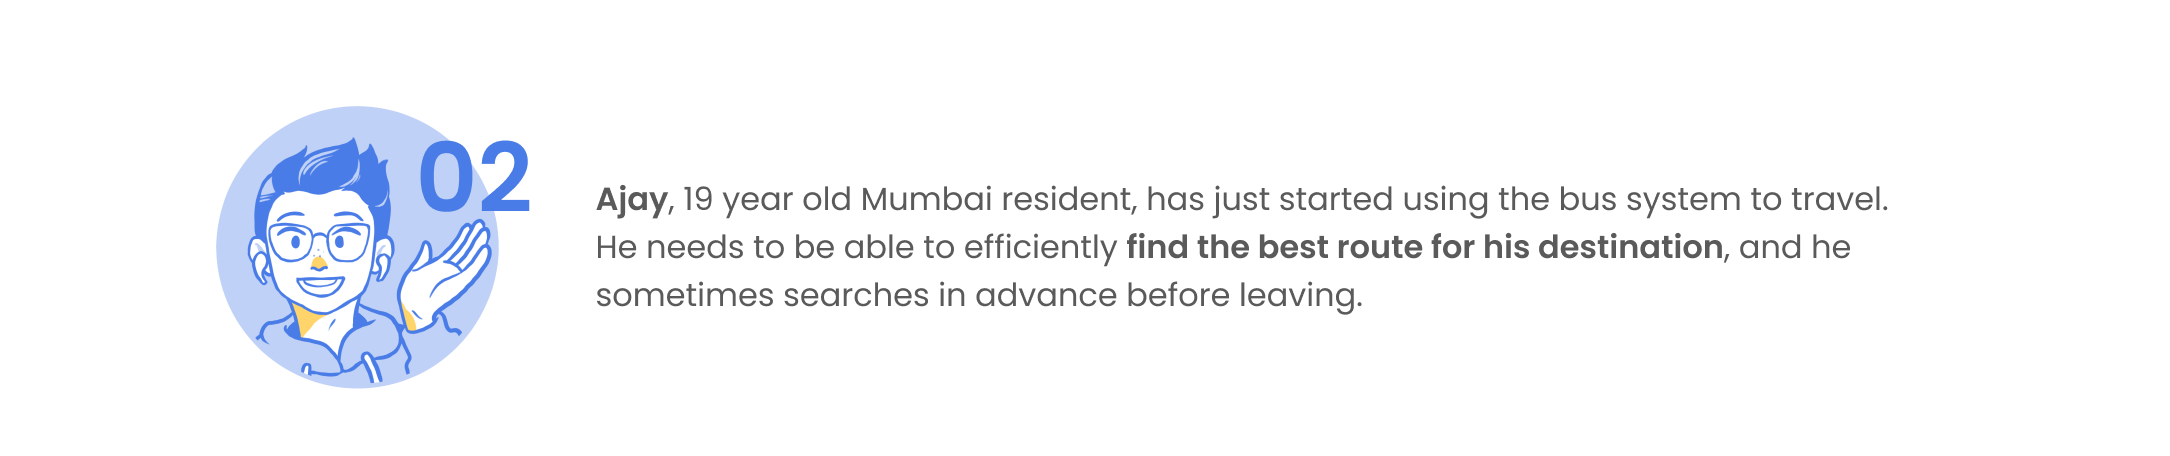 02
Ajay, 19 year old Mumbai resident, has just started using the bus system to travel.
He needs to be able to efficiently find the best route for his destination, and he
sometimes searches in advance before leaving.